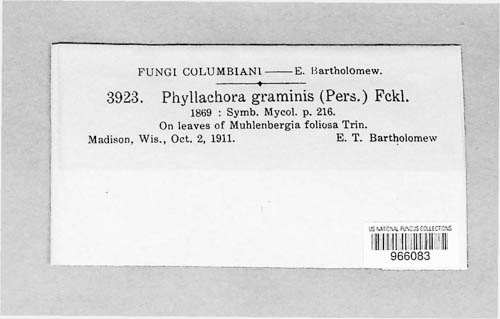 FUNGI COLUMBIANI — E. Bartholomew.
3923. Phyllachora graminis (Pers.) Fckl.
1869 : Symb. Mycol. p. 216.
On leaves of Muhlenbergia foliosa Trin.
Madison, Wis., Oct. 2, 1911. E. T. Bartholomew
US NATIONAL FUNGUS COLLECTIONS
966083